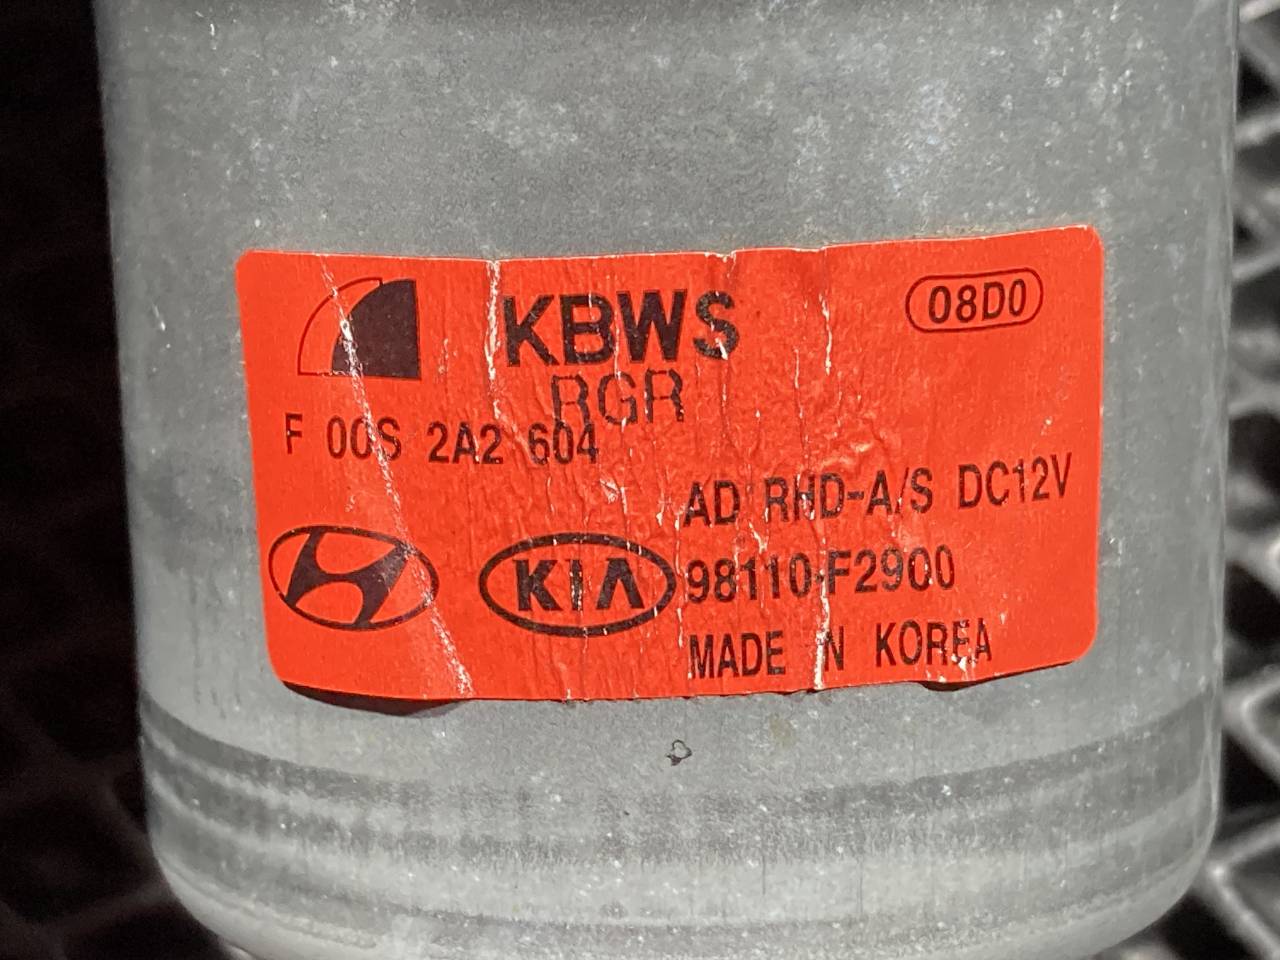 KBWS
08D0
RGR
F 00S 2A2 604
AD RHD-A/S DC12V
KIA
98110-F2900
MADE IN KOREA